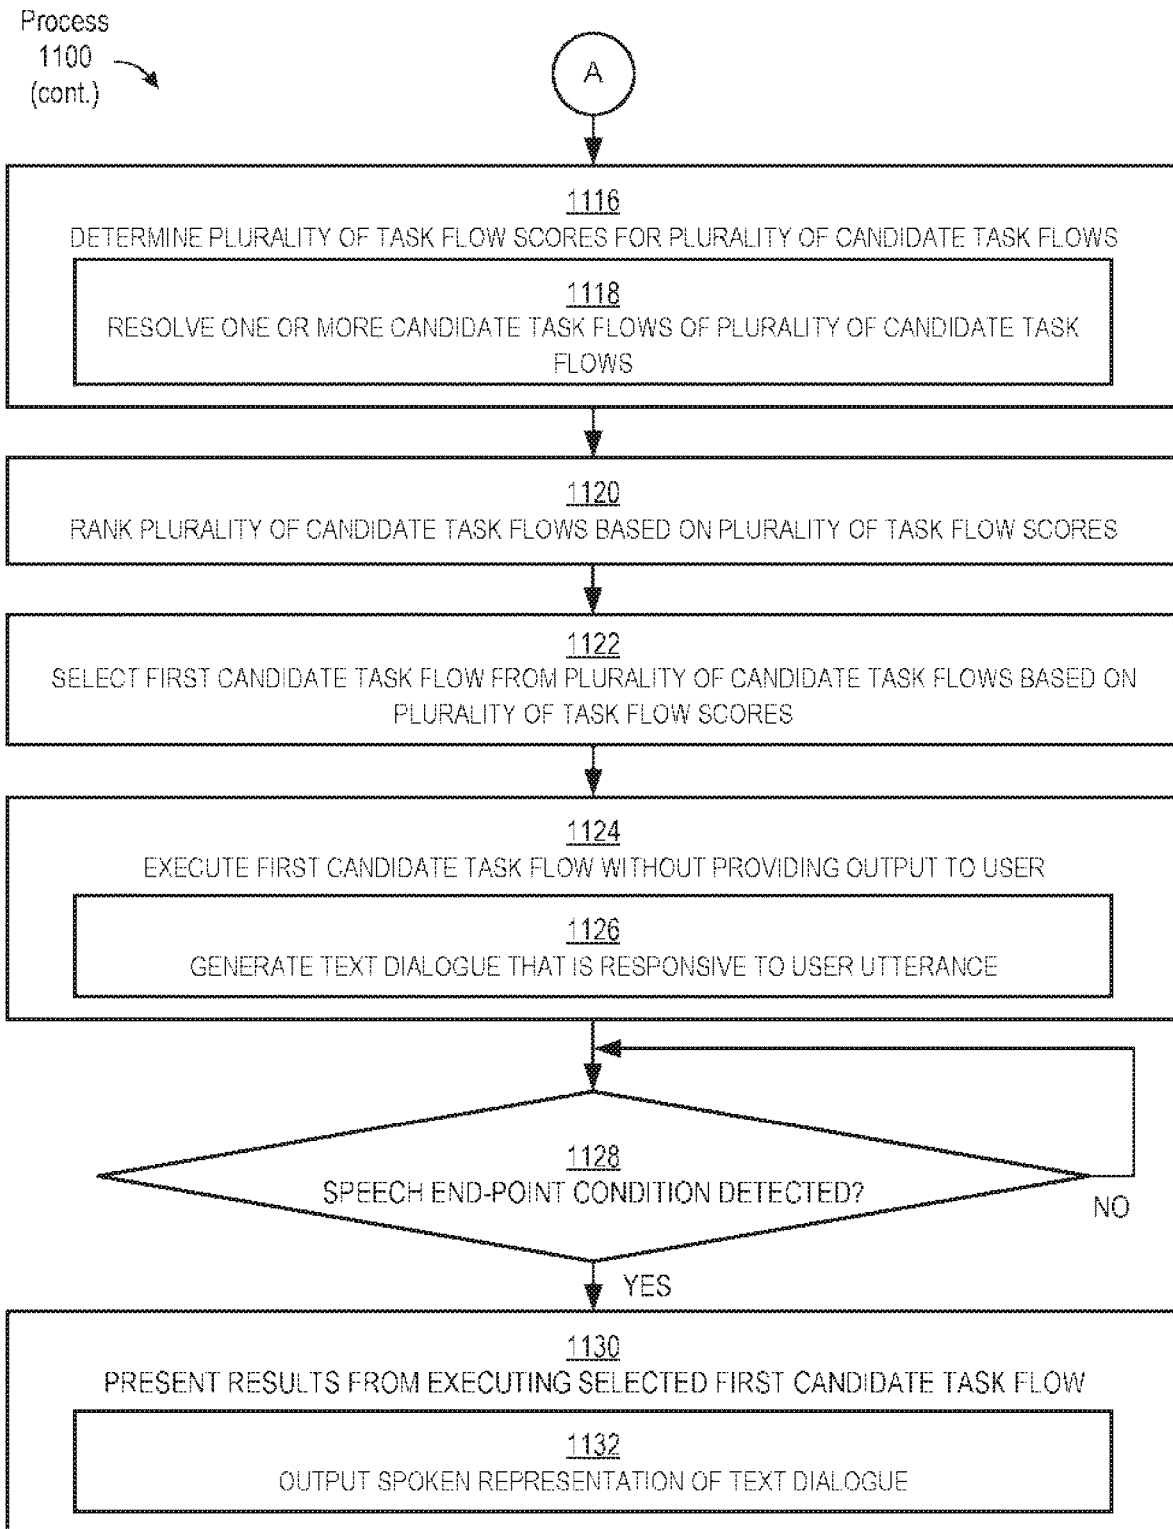 Process
1100
(cont.)
A
1116
DETERMINE PLURALITY OF TASK FLOW SCORES FOR PLURALITY OF CANDIDATE TASK FLOWS
1118
RESOLVE ONE OR MORE CANDIDATE TASK FLOWS OF PLURALITY OF CANDIDATE TASK
FLOWS
1120
RANK PLURALITY OF CANDIDATE TASK FLOWS BASED ON PLURALITY OF TASK FLOW SCORES
1122
SELECT FIRST CANDIDATE TASK FLOW FROM PLURALITY OF CANDIDATE TASK FLOWS BASED ON
PLURALITY OF TASK FLOW SCORES
1124
EXECUTE FIRST CANDIDATE TASK FLOW WITHOUT PROVIDING OUTPUT TO USER
1126
GENERATE TEXT DIALOGUE THAT IS RESPONSIVE TO USER UTTERANCE
1128
SPEECH END-POINT CONDITION DETECTED?
NO
YES
1130
PRESENT RESULTS FROM EXECUTING SELECTED FIRST CANDIDATE TASK FLOW
1132
OUTPUT SPOKEN REPRESENTATION OF TEXT DIALOGUE